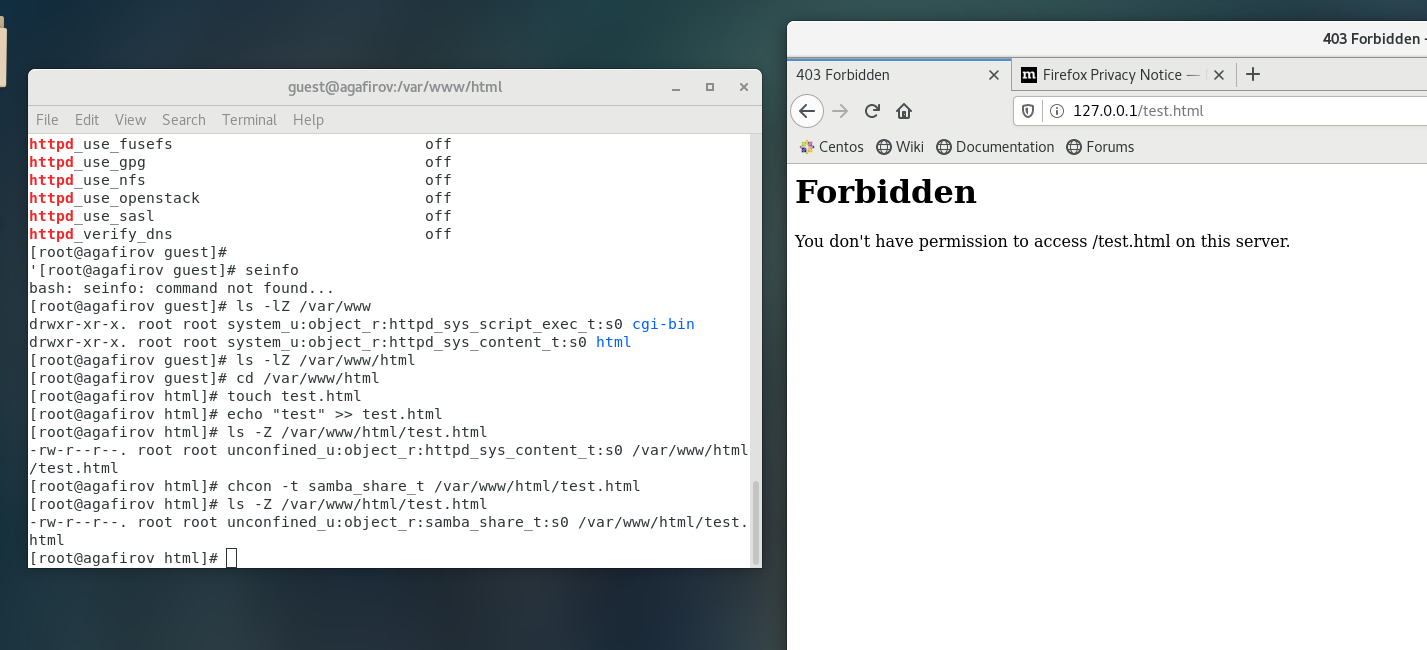 guest@agafirov:/var/www/html
File Edit View Search Terminal Help
httpd_use_fusefs off
httpd_use_gpg off
httpd_use_nfs off
httpd_use_openstack off
httpd_use_sasl off
httpd_verify_dns off
[root@agafirov guest]#
'[root@agafirov guest]# seinfo
bash: seinfo: command not found...
[root@agafirov guest]# ls -lZ /var/www
drwxr-xr-x. root root system_u:object_r:httpd_sys_script_exec_t:s0 cgi-bin
drwxr-xr-x. root root system_u:object_r:httpd_sys_content_t:s0 html
[root@agafirov guest]# ls -lZ /var/www/html
[root@agafirov guest]# cd /var/www/html
[root@agafirov html]# touch test.html
[root@agafirov html]# echo "test" >> test.html
[root@agafirov html]# ls -Z /var/www/html/test.html
-rw-r--r--. root root unconfined_u:object_r:httpd_sys_content_t:s0 /var/www/html
/test.html
[root@agafirov html]# chcon -t samba_share_t /var/www/html/test.html
[root@agafirov html]# ls -Z /var/www/html/test.html
-rw-r--r--. root root unconfined_u:object_r:samba_share_t:s0 /var/www/html/test.
html
[root@agafirov html]#
403 Forbidden -
403 Forbidden
m Firefox Privacy Notice —
127.0.0.1/test.html
Centos Wiki Documentation Forums
Forbidden
You don't have permission to access /test.html on this server.